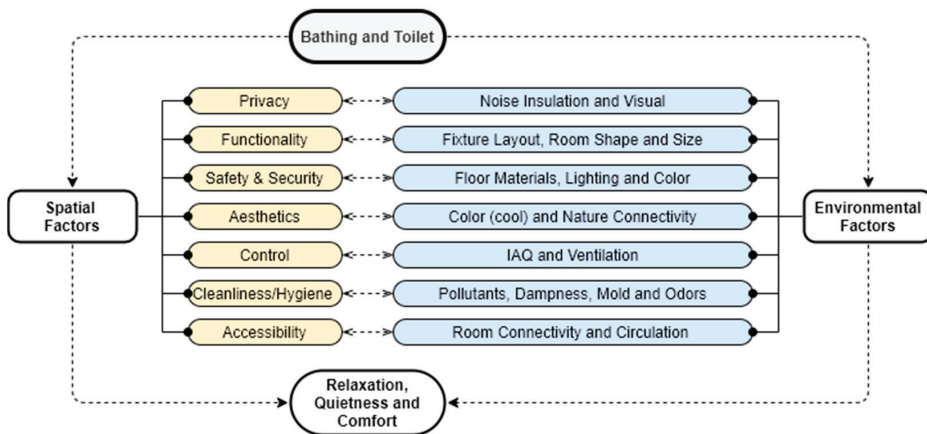 Bathing and Toilet
Privacy
Noise Insulation and Visual
Functionality
Fixture Layout, Room Shape and Size
Safety & Security
Floor Materials, Lighting and Color
Spatial
Factors
Aesthetics
Color (cool) and Nature Connectivity
Environmental
Factors
Control
IAQ and Ventilation
Cleanliness/Hygiene
Pollutants, Dampness, Mold and Odors
Accessibility
Room Connectivity and Circulation
Relaxation,
Quietness and
Comfort